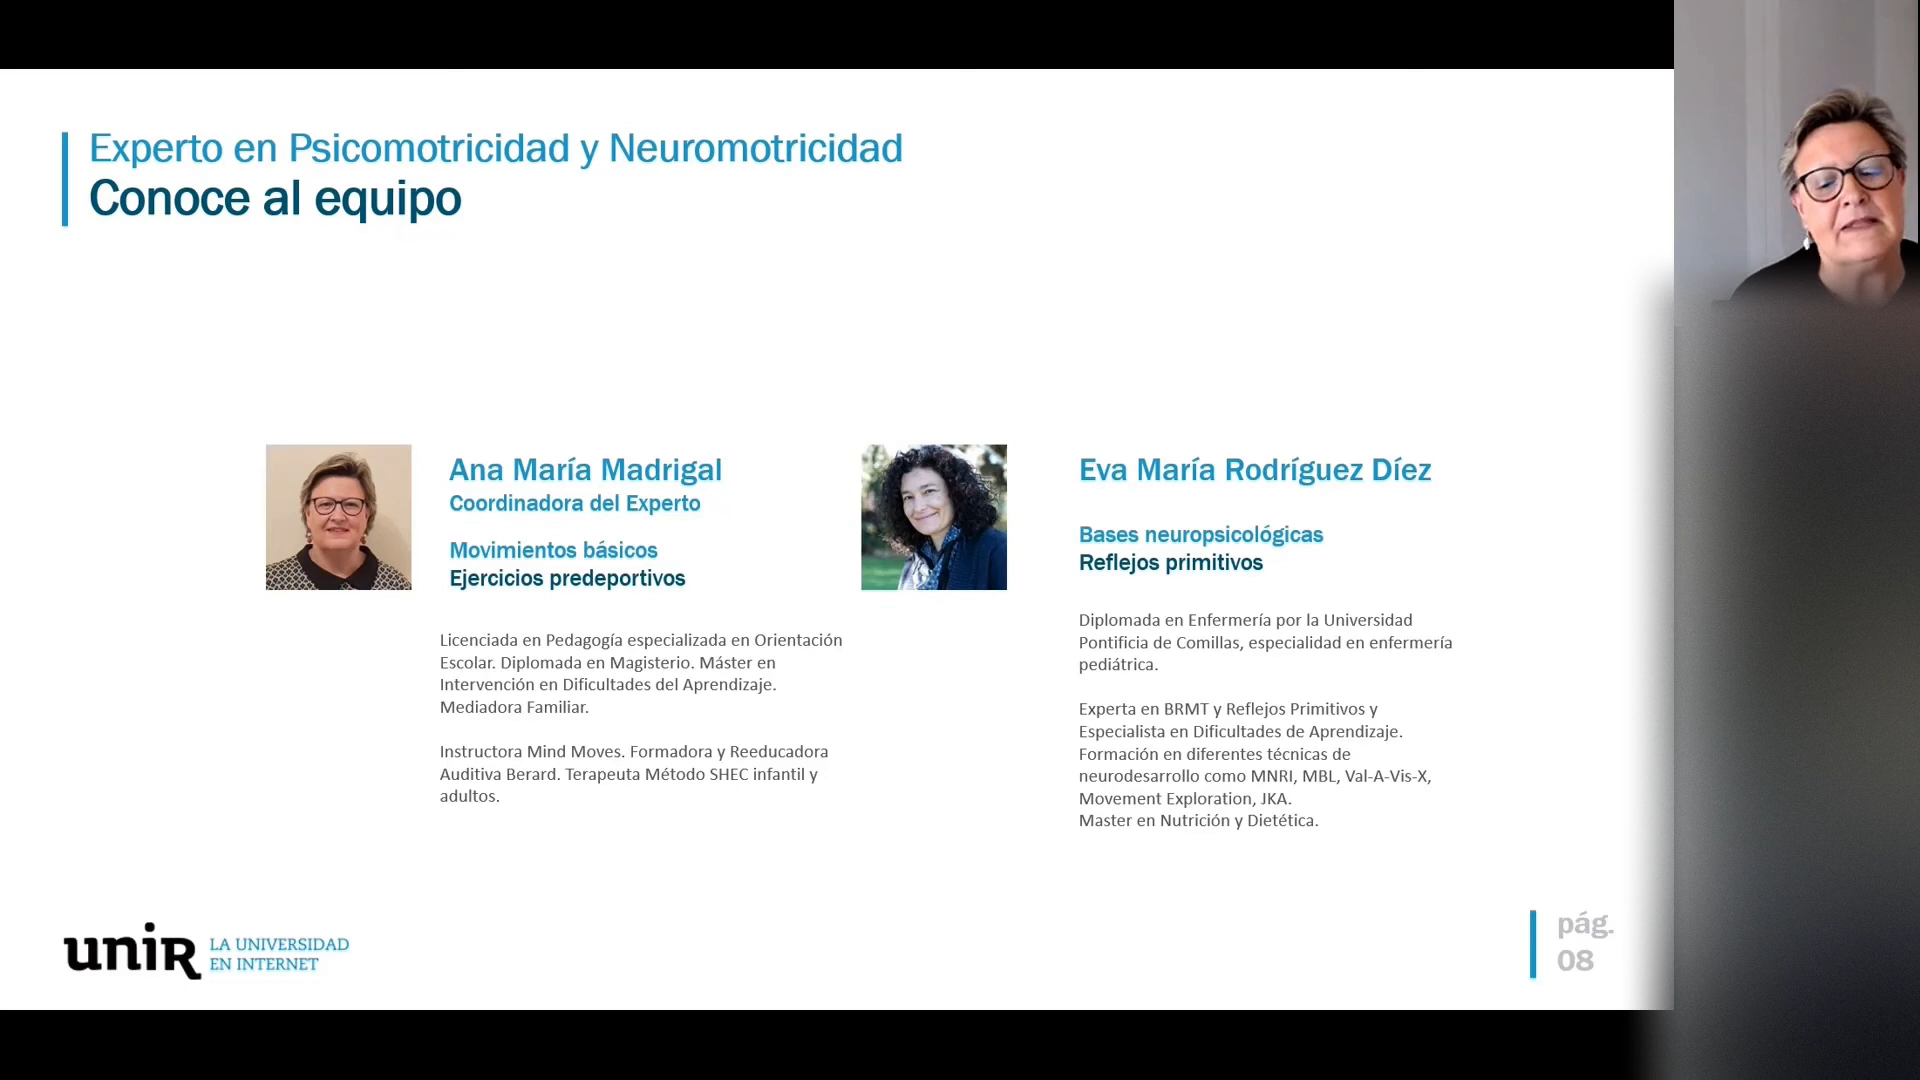 Experto en Psicomotricidad y Neuromotricidad
Conoce al equipo
Ana María Madrigal
Coordinadora del Experto
Movimientos básicos
Ejercicios predeportivos
Licenciada en Pedagogía especializada en Orientación
Escolar. Diplomada en Magisterio. Máster en
Intervención en Dificultades del Aprendizaje.
Mediadora Familiar.
Instructora Mind Moves. Formadora y Reeducadora
Auditiva Berard. Terapeuta Método SHEC infantil y
adultos.
Eva María Rodríguez Díez
Bases neuropsicológicas
Reflejos primitivos
Diplomada en Enfermería por la Universidad
Pontificia de Comillas, especialidad en enfermería
pediátrica.
Experta en BRMT y Reflejos Primitivos y
Especialista en Dificultades de Aprendizaje.
Formación en diferentes técnicas de
neurodesarrollo como MNRI, MBL, Val-A-Vis-X,
Movement Exploration, JKA.
Master en Nutrición y Dietética.
unir LA UNIVERSIDAD
EN INTERNET
pág.
08